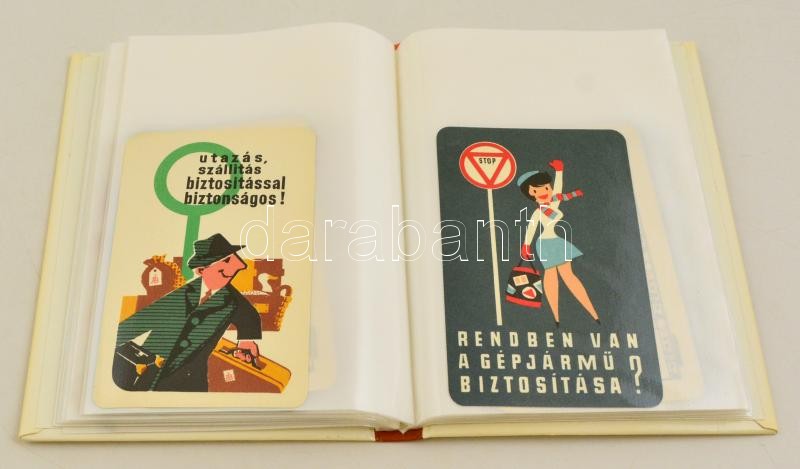 utazás,
szállítás
biztosítással
biztonságos!
STOP
RENDBEN VAN
A GÉPJÁRMŰ
BIZTOSÍTÁSA?
darabanth